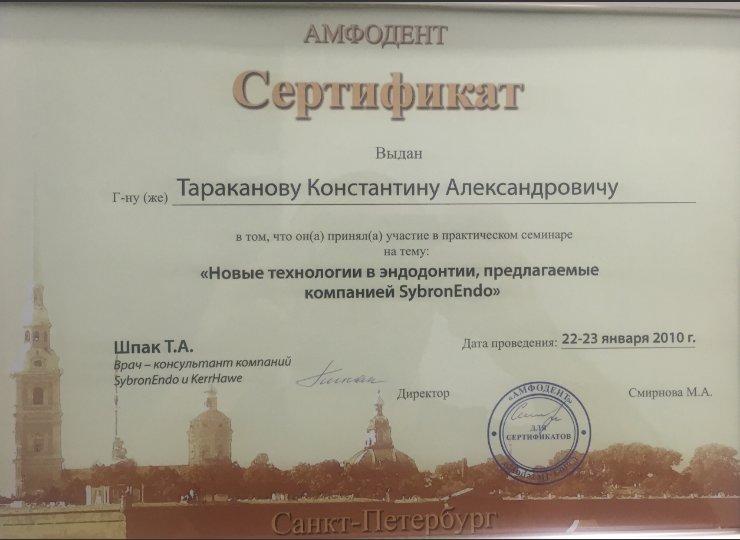 АМФОДЕНТ
Сертификат
Выдан
Г-ну (же) Тараканову Константину Александровичу
в том, что он(а) принял(а) участие в практическом семинаре
на тему:
«Новые технологии в эндодонтии, предлагаемые
компанией SybronEndo»
Шпак Т.А.
Врач – консультант компаний
SybronEndo и KerrHawe
Дата проведения: 22-23 января 2010 г.
Директор
Смирнова М.А.
«АМФОДЕНТ»
ДЛЯ
СЕРТИФИКАТОВ
Санкт-Петербург